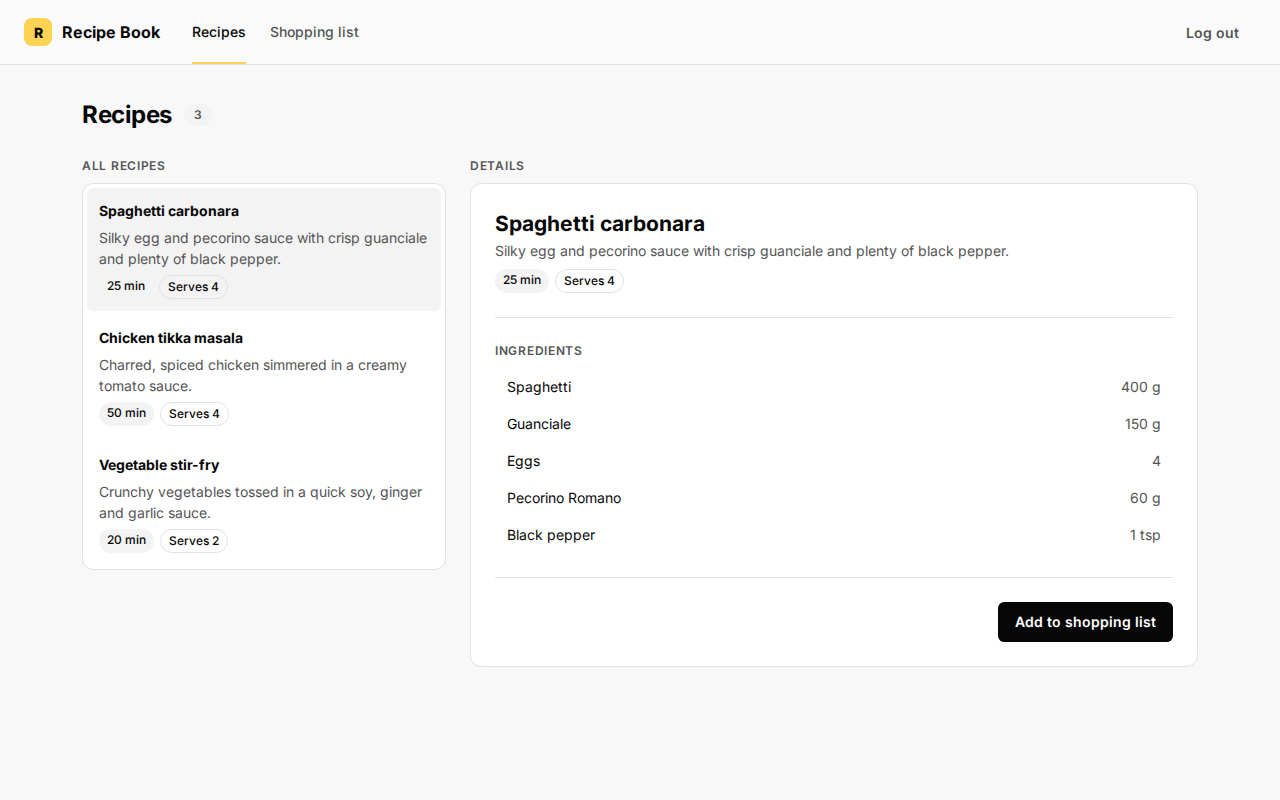 R Recipe Book Recipes Shopping list Log out
Recipes 3
ALL RECIPES
Spaghetti carbonara
Silky egg and pecorino sauce with crisp guanciale
and plenty of black pepper.
25 min Serves 4
Chicken tikka masala
Charred, spiced chicken simmered in a creamy
tomato sauce.
50 min Serves 4
Vegetable stir-fry
Crunchy vegetables tossed in a quick soy, ginger
and garlic sauce.
20 min Serves 2
DETAILS
Spaghetti carbonara
Silky egg and pecorino sauce with crisp guanciale and plenty of black pepper.
25 min Serves 4
INGREDIENTS
Spaghetti 400 g
Guanciale 150 g
Eggs 4
Pecorino Romano 60 g
Black pepper 1 tsp
Add to shopping list